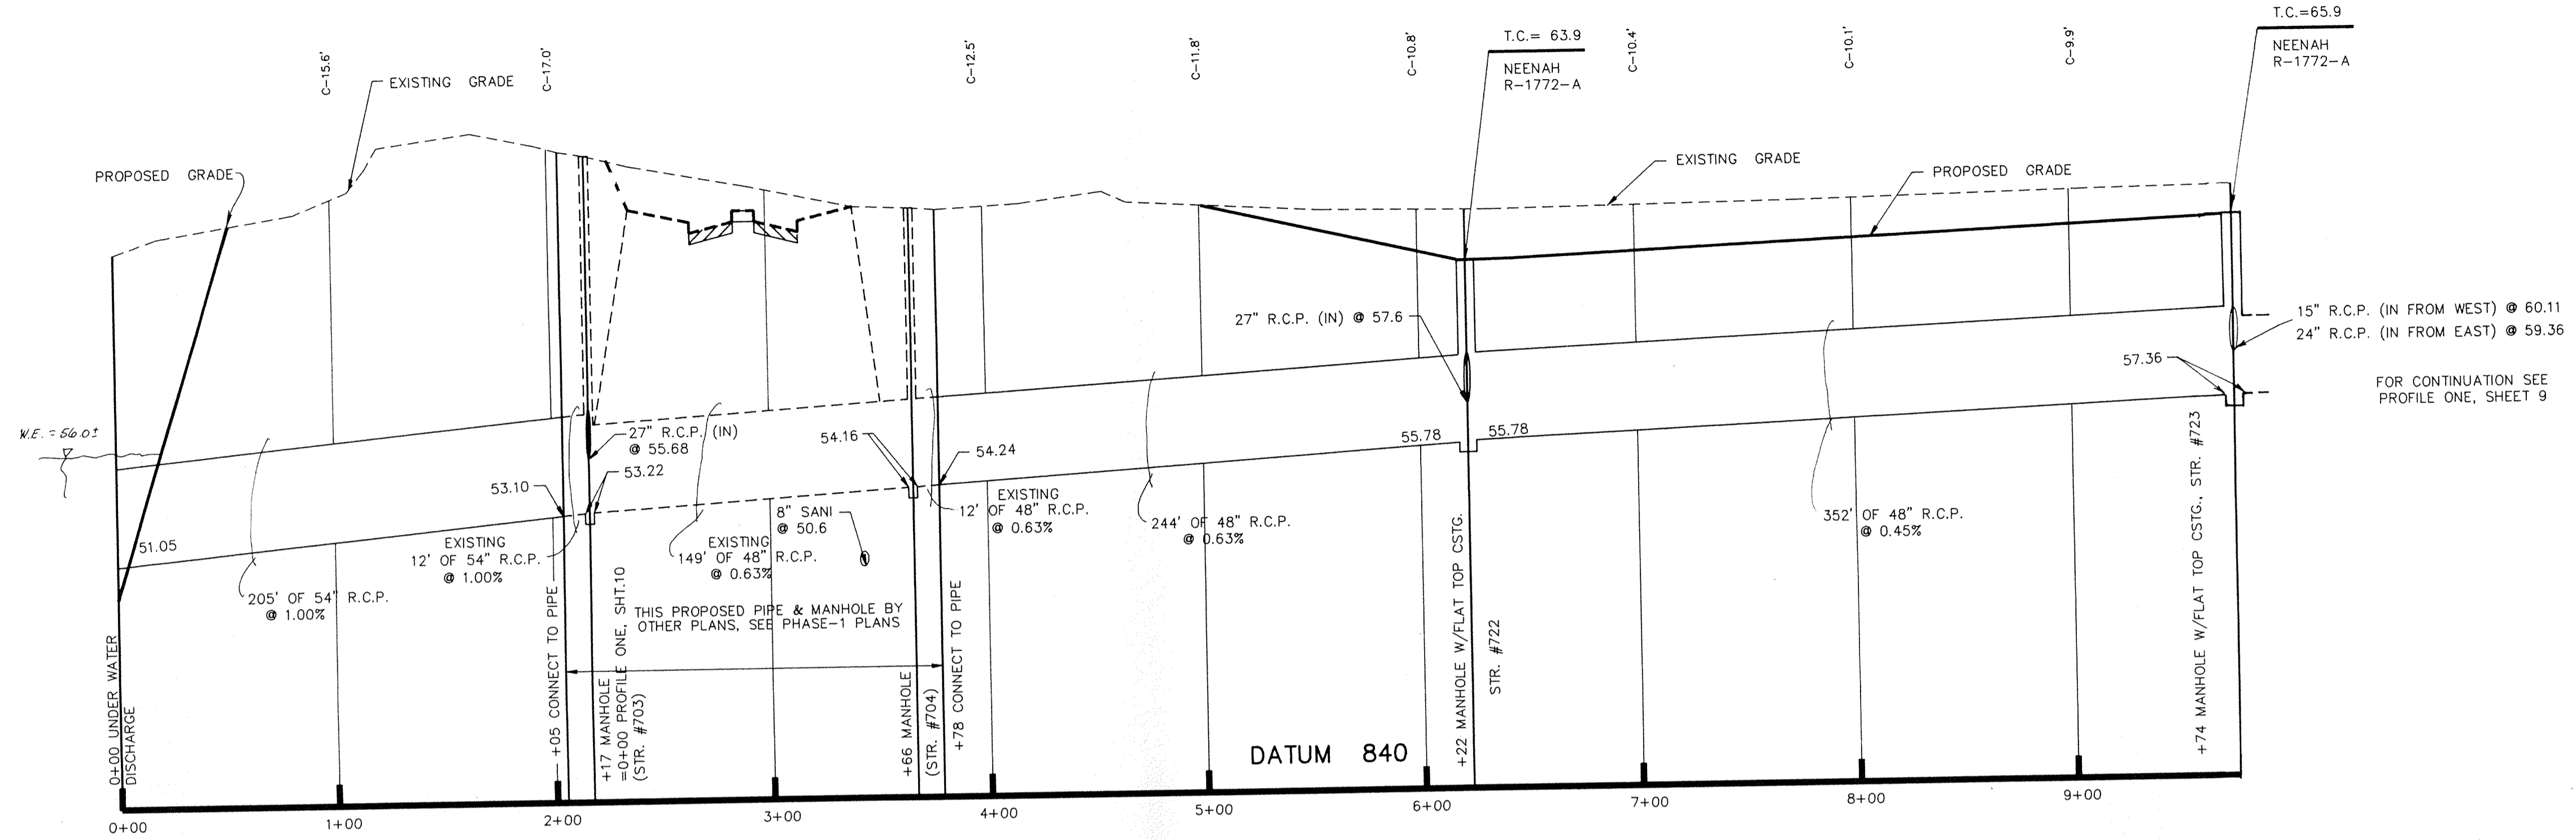 C-15.6'
C-17.0'
C-12.5'
C-11.8'
C-10.8'
C-10.4'
C-10.1'
C-9.9'
T.C.= 63.9
NEENAH
R-1772-A
T.C.=65.9
NEENAH
R-1772-A
EXISTING GRADE
PROPOSED GRADE
EXISTING GRADE
PROPOSED GRADE
W.E. = 56.0±
51.05
205' OF 54" R.C.P.
@ 1.00%
53.10
EXISTING
12' OF 54" R.C.P.
@ 1.00%
27" R.C.P. (IN)
@ 55.68
53.22
EXISTING
149' OF 48" R.C.P.
@ 0.63%
8" SANI
@ 50.6
54.16
54.24
EXISTING
12' OF 48" R.C.P.
@ 0.63%
THIS PROPOSED PIPE & MANHOLE BY
OTHER PLANS, SEE PHASE-1 PLANS
244' OF 48" R.C.P.
@ 0.63%
27" R.C.P. (IN) @ 57.6
55.78
55.78
352' OF 48" R.C.P.
@ 0.45%
57.36
15" R.C.P. (IN FROM WEST) @ 60.11
24" R.C.P. (IN FROM EAST) @ 59.36
FOR CONTINUATION SEE
PROFILE ONE, SHEET 9
0+00 UNDER WATER
DISCHARGE
+05 CONNECT TO PIPE
+17 MANHOLE
=0+00 PROFILE ONE, SHT.10
(STR. #703)
+66 MANHOLE
(STR. #704)
+78 CONNECT TO PIPE
+22 MANHOLE W/FLAT TOP CSTG.
STR. #722
+74 MANHOLE W/FLAT TOP CSTG., STR. #723
DATUM 840
0+00
1+00
2+00
3+00
4+00
5+00
6+00
7+00
8+00
9+00